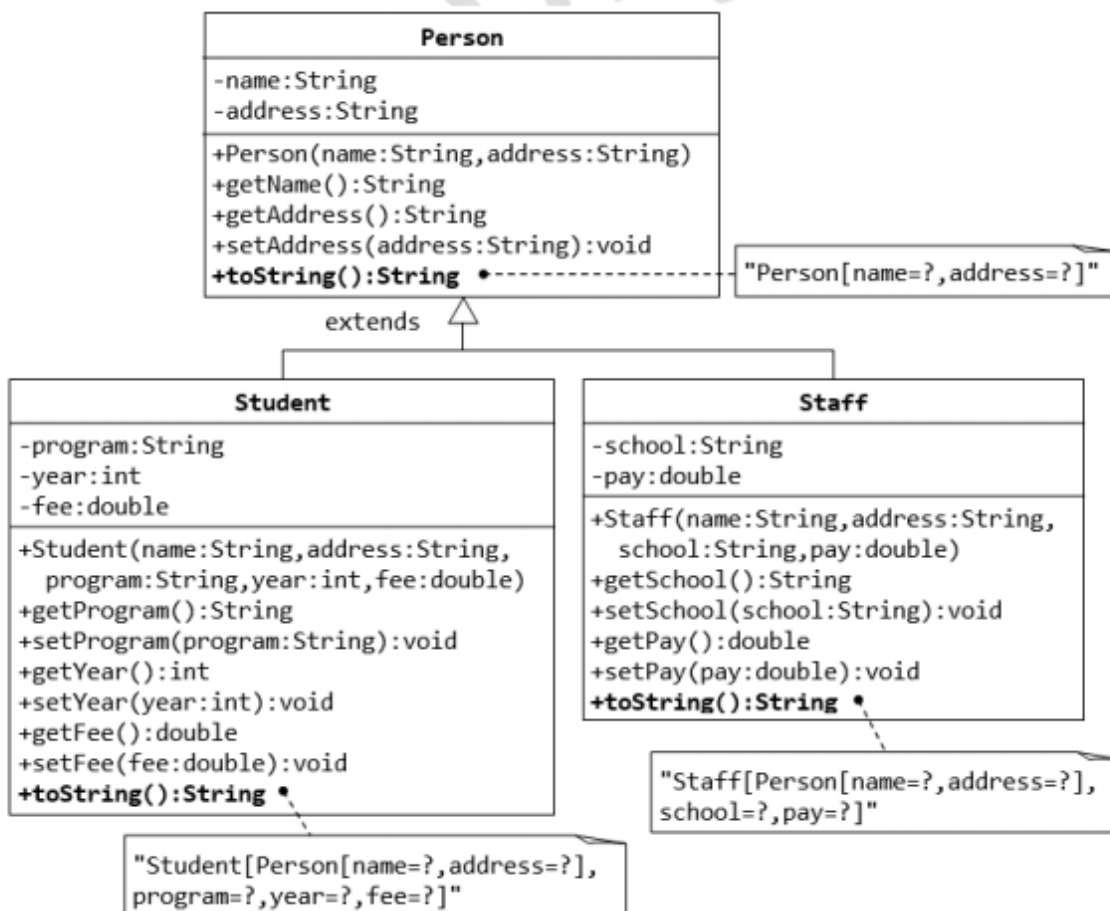 Person
-name:String
-address:String
+Person(name:String,address:String)
+getName():String
+getAddress():String
+setAddress(address:String):void
+toString():String
"Person[name=?,address=?]"
extends
Student
-program:String
-year:int
-fee:double
+Student(name:String,address:String,
program:String,year:int,fee:double)
+getProgram():String
+setProgram(program:String):void
+getYear():int
+setYear(year:int):void
+getFee():double
+setFee(fee:double):void
+toString():String
"Student[Person[name=?,address=?],
program=?,year=?,fee=?]"
Staff
-school:String
-pay:double
+Staff(name:String,address:String,
school:String,pay:double)
+getSchool():String
+setSchool(school:String):void
+getPay():double
+setPay(pay:double):void
+toString():String
"Staff[Person[name=?,address=?],
school=?,pay=?]"